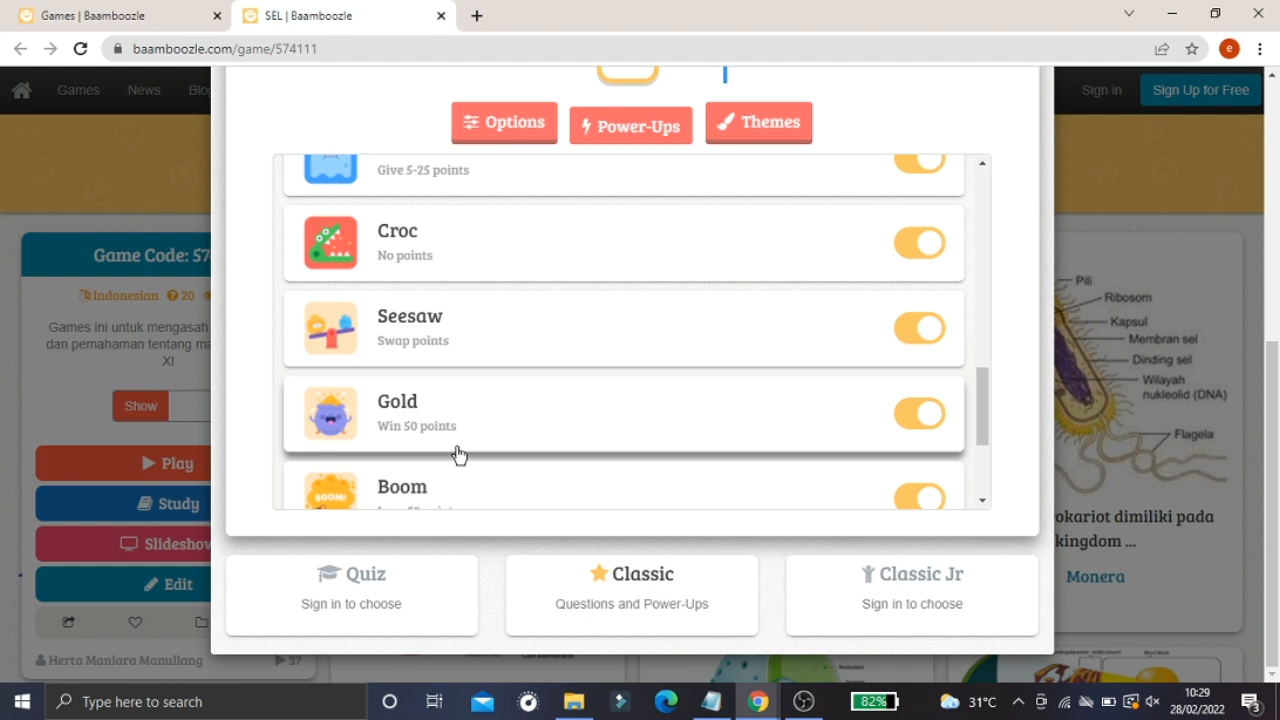 Games | Baamboozle
SEL | Baamboozle
baamboozle.com/game/574111
e
Games News Blo
Sign in Sign Up for Free
Options Power-Ups Themes
Give 5-25 points
Croc
No points
Seesaw
Swap points
Gold
Win 50 points
BOOM!
Boom
Game Code: 57
Indonesian 20
Games ini untuk mengasah
dan pemahaman tentang ma
XI
Show
Play
Study
Slideshow
Edit
Herta Maniara Manullang 37
Pili
Ribosom
Kapsul
Membran sel
Dinding sel
Wilayah
nukleolid (DNA)
Flagela
okariot dimiliki pada
kingdom ...
Monera
Quiz
Sign in to choose
Classic
Questions and Power-Ups
Classic Jr
Sign in to choose
Type here to search
82%
31°C
10:29
28/02/2022
3